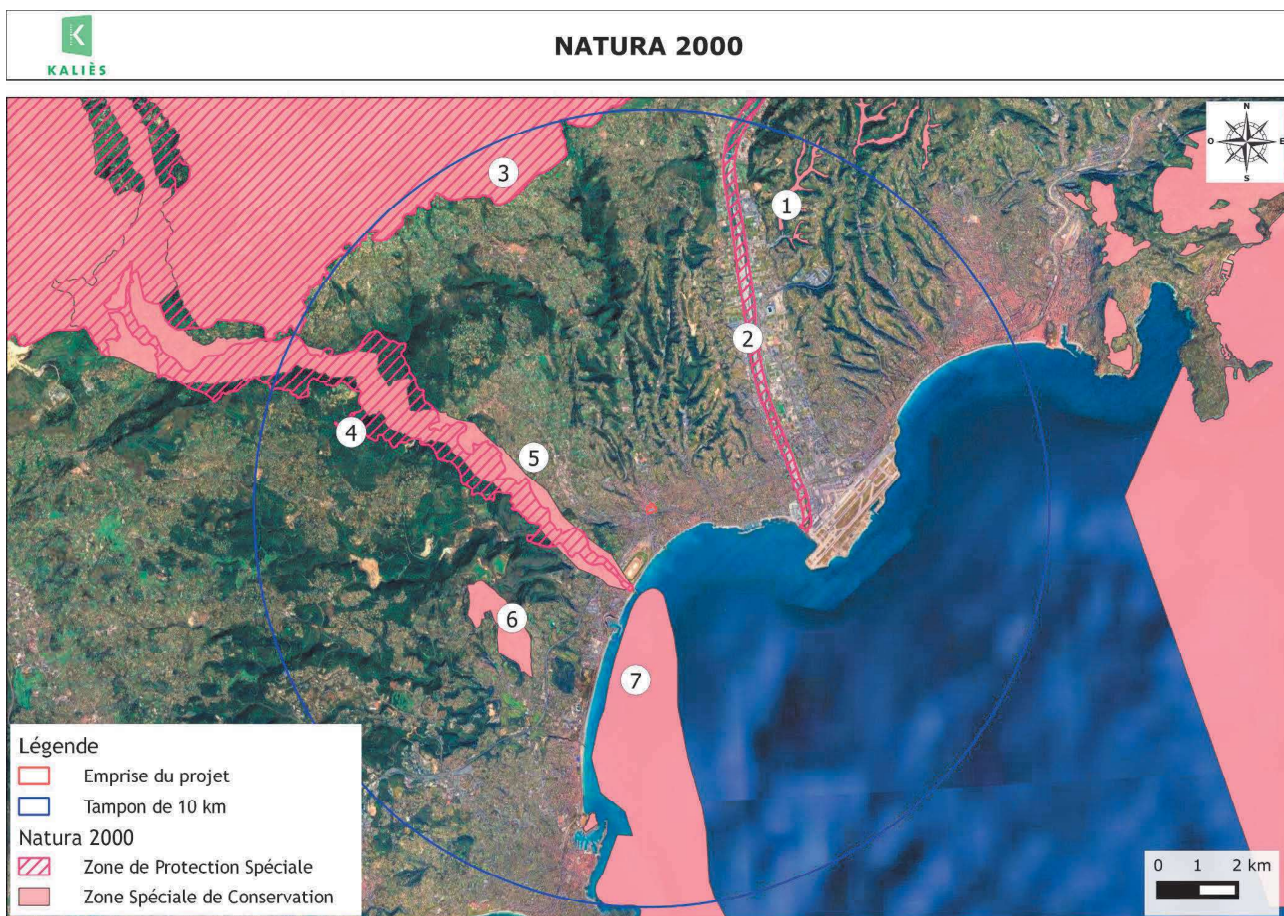 KALIÈS
NATURA 2000
N
O E
S
3
1
2
4
5
6
7
Légende
Emprise du projet
Tampon de 10 km
Natura 2000
Zone de Protection Spéciale
Zone Spéciale de Conservation
0 1 2 km